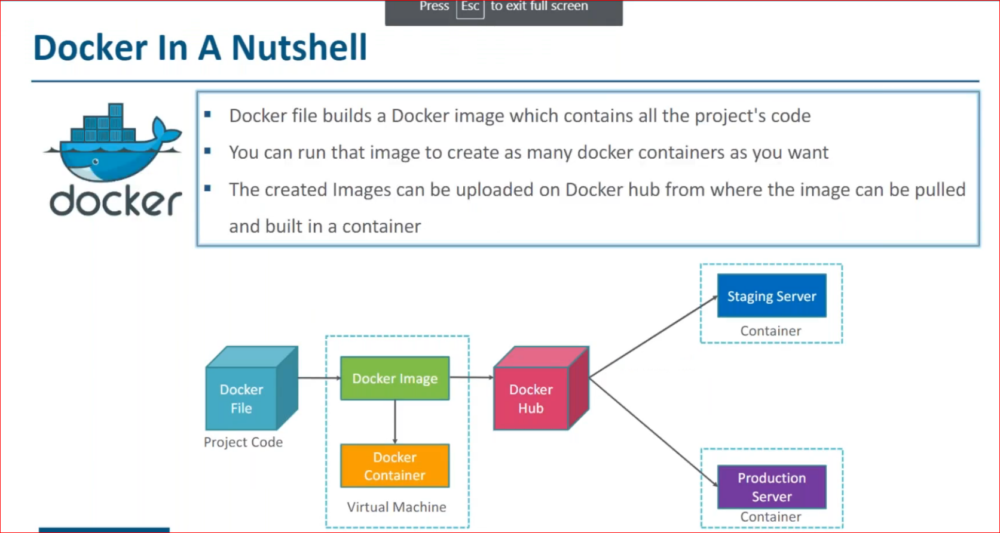 Press Esc to exit full screen
Docker In A Nutshell
docker
Docker file builds a Docker image which contains all the project's code
You can run that image to create as many docker containers as you want
The created Images can be uploaded on Docker hub from where the image can be pulled
and built in a container
Staging Server
Container
Docker
File
Project Code
Docker Image
Docker
Container
Virtual Machine
Docker
Hub
Production
Server
Container